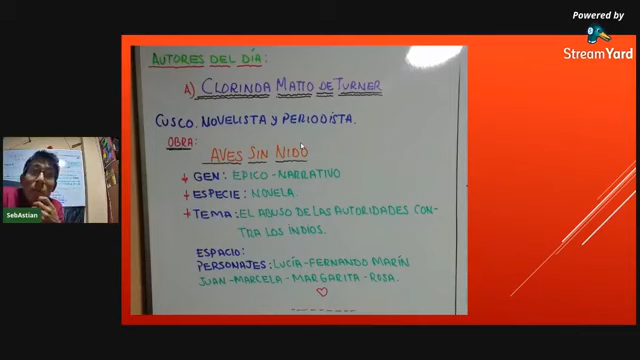 Powered by
StreamYard
AUTORES DEL DÍA:
A) CLORINDA MATTO DE TURNER
CUSCO. NOVELISTA Y PERIODÍSTA.
OBRA:
AVES SIN NIDO
GEN: EPICO - NARRATIVO
ESPECIE: NOVELA.
TEMA: EL ABUSO DE LAS AUTORIDADES CON-
TRA LOS INDIOS.
ESPACIO:
PERSONAJES: LUCÍA - FERNANDO MARÍN
JUAN - MARCELA - MARGARITA - ROSA.
SebAstian